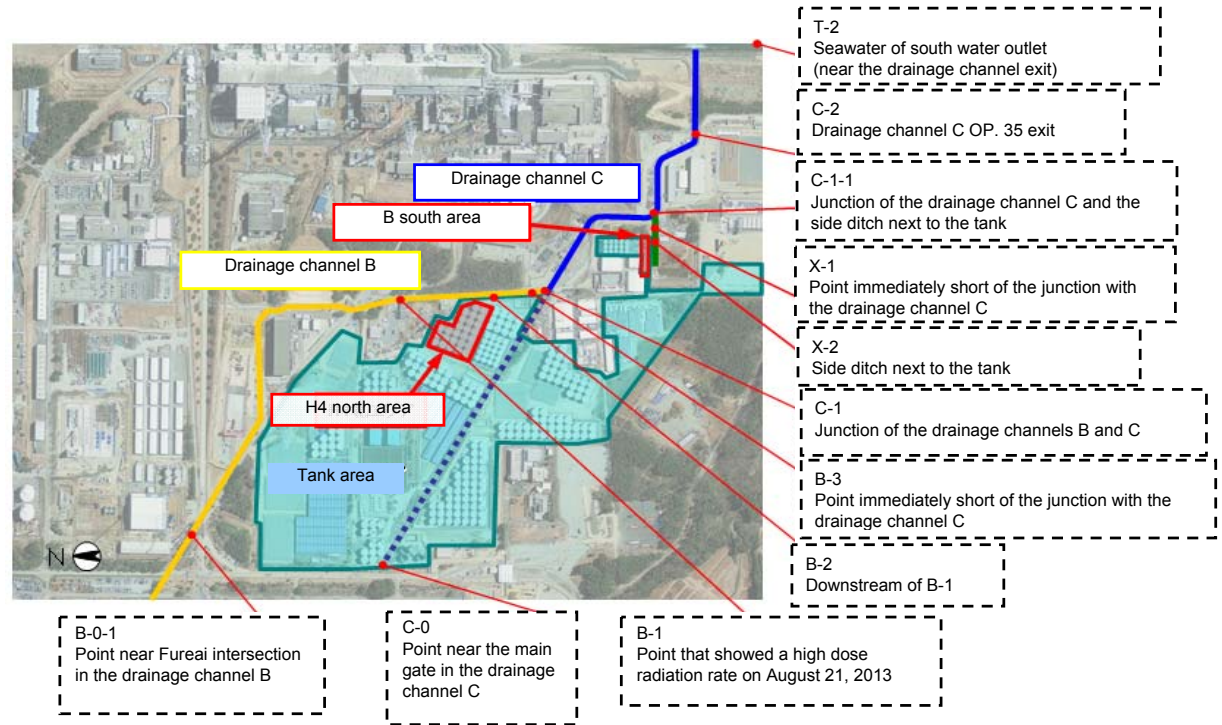 T-2
Seawater of south water outlet
(near the drainage channel exit)
C-2
Drainage channel C OP. 35 exit
Drainage channel C
C-1-1
Junction of the drainage channel C and the
side ditch next to the tank
B south area
Drainage channel B
X-1
Point immediately short of the junction with
the drainage channel C
X-2
Side ditch next to the tank
H4 north area
C-1
Junction of the drainage channels B and C
Tank area
B-3
Point immediately short of the junction with the
drainage channel C
N
B-2
Downstream of B-1
B-0-1
Point near Fureai intersection
in the drainage channel B
C-0
Point near the main
gate in the drainage
channel C
B-1
Point that showed a high dose
radiation rate on August 21, 2013